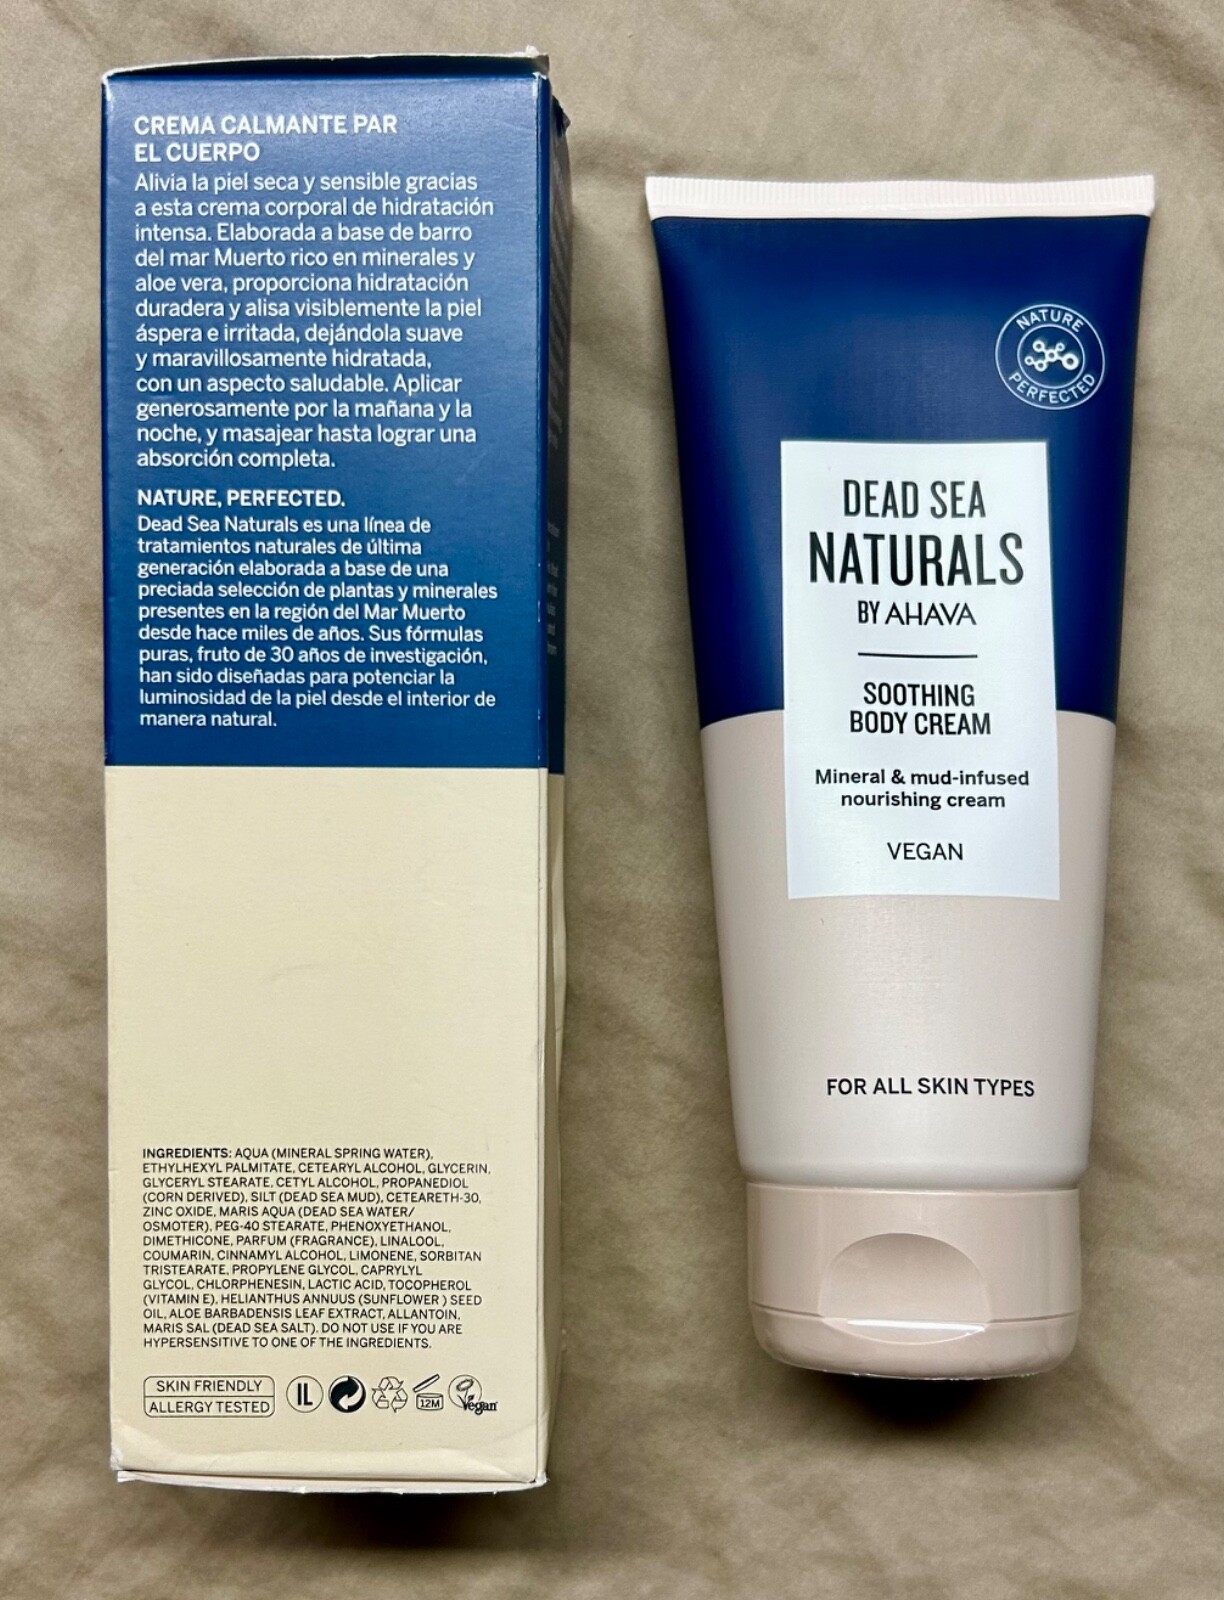 CREMA CALMANTE PAR
EL CUERPO
Alivia la piel seca y sensible gracias
a esta crema corporal de hidratación
intensa. Elaborada a base de barro
del mar Muerto rico en minerales y
aloe vera, proporciona hidratación
duradera y alisa visiblemente la piel
áspera e irritada, dejándola suave
y maravillosamente hidratada,
con un aspecto saludable. Aplicar
generosamente por la mañana y la
noche, y masajear hasta lograr una
absorción completa.
NATURE, PERFECTED.
Dead Sea Naturals es una línea de
tratamientos naturales de última
generación elaborada a base de una
preciada selección de plantas y minerales
presentes en la región del Mar Muerto
desde hace miles de años. Sus fórmulas
puras, fruto de 30 años de investigación,
han sido diseñadas para potenciar la
luminosidad de la piel desde el interior de
manera natural.
INGREDIENTS: AQUA (MINERAL SPRING WATER),
ETHYLHEXYL PALMITATE, CETEARYL ALCOHOL, GLYCERIN,
GLYCERYL STEARATE, CETYL ALCOHOL, PROPANEDIOL
(CORN DERIVED), SILT (DEAD SEA MUD), CETEARETH-30,
ZINC OXIDE, MARIS AQUA (DEAD SEA WATER/
OSMOTER), PEG-40 STEARATE, PHENOXYETHANOL,
DIMETHICONE, PARFUM (FRAGRANCE), LINALOOL,
COUMARIN, CINNAMYL ALCOHOL, LIMONENE, SORBITAN
TRISTEARATE, PROPYLENE GLYCOL, CAPRYLYL
GLYCOL, CHLORPHENESIN, LACTIC ACID, TOCOPHEROL
(VITAMIN E), HELIANTHUS ANNUUS (SUNFLOWER ) SEED
OIL, ALOE BARBADENSIS LEAF EXTRACT, ALLANTOIN,
MARIS SAL (DEAD SEA SALT). DO NOT USE IF YOU ARE
HYPERSENSITIVE TO ONE OF THE INGREDIENTS.
SKIN FRIENDLY
ALLERGY TESTED
IL
12M
Vegan
NATURE
PERFECTED
DEAD SEA
NATURALS
BY AHAVA
SOOTHING
BODY CREAM
Mineral & mud-infused
nourishing cream
VEGAN
FOR ALL SKIN TYPES